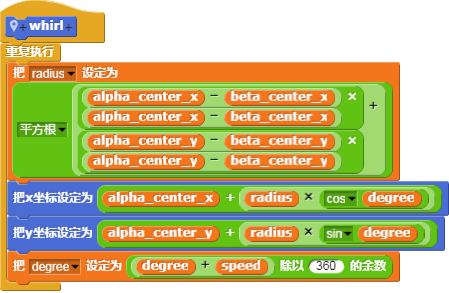 whirl
重复执行
把 radius 设定为
平方根 alpha_center_x − beta_center_x ×
alpha_center_x − beta_center_x +
alpha_center_y − beta_center_y ×
alpha_center_y − beta_center_y
把x坐标设定为 alpha_center_x + radius × cos degree
把y坐标设定为 alpha_center_y + radius × sin degree
把 degree 设定为 degree + speed 除以 360 的余数